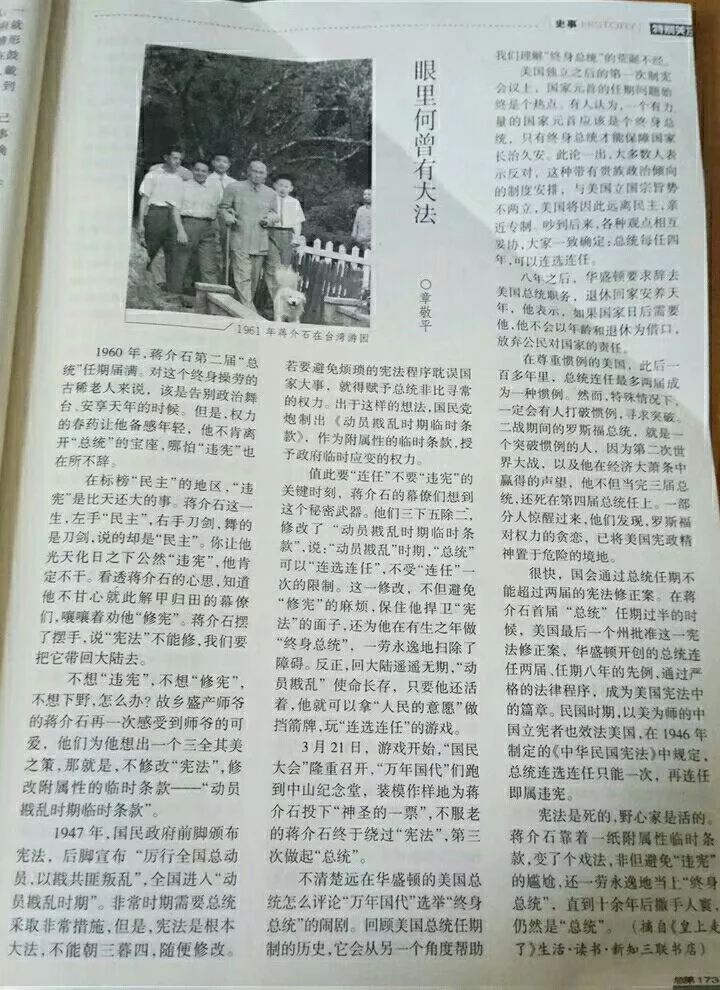 史事 HISTORY
特别关注
眼里何曾有大法
○章敬平
1961 年蒋介石在台湾游园
1960 年，蒋介石第二届“总
统”任期届满。对这个终身操劳的
古稀老人来说，该是告别政治舞
台、安享天年的时候。但是，权力
的春药让他备感年轻，他不肯离
开“总统”的宝座，哪怕“违宪”也
在所不辞。
在标榜“民主”的地区，“违
宪”是比天还大的事。蒋介石这一
生，左手“民主”，右手刀剑，舞的
是刀剑，说的却是“民主”。你让他
光天化日之下公然“违宪”，他肯
定不干。看透蒋介石的心思，知道
他不甘心就此解甲归田的幕僚
们，嚷嚷着劝他“修宪”。蒋介石摆
了摆手，说“宪法”不能修，我们要
把它带回大陆去。
不想“违宪”，不想“修宪”，
不想下野，怎么办？故乡盛产师爷
的蒋介石再一次感受到师爷的可
爱，他们为他想出一个三全其美
之策，那就是，不修改“宪法”，修
改附属性的临时条款——“动员
戡乱时期临时条款”。
1947 年，国民政府前脚颁布
宪法，后脚宣布“厉行全国总动
员，以戡共匪叛乱”，全国进入“动
员戡乱时期”。非常时期需要总统
采取非常措施，但是，宪法是根本
大法，不能朝三暮四，随便修改。
若要避免烦琐的宪法程序耽误国
家大事，就得赋予总统非比寻常
的权力。出于这样的想法，国民党
炮制出《动员戡乱时期临时条
款》，作为附属性的临时条款，授
予政府临时应变的权力。
值此要“连任”不要“违宪”的
关键时刻，蒋介石的幕僚们想到
这个秘密武器。他们三下五除二，
修改了“动员戡乱时期临时条
款”，说：“动员戡乱”时期，“总统”
可以“连选连任”，不受“连任”一
次的限制。这一修改，不但避免
“修宪”的麻烦，保住他捍卫“宪
法”的面子，还为他在有生之年做
“终身总统”，一劳永逸地扫除了
障碍。反正，回大陆遥遥无期，“动
员戡乱”使命长存，只要他还活
着，他就可以拿“人民的意愿”做
挡箭牌，玩“连选连任”的游戏。
3 月 21 日，游戏开始，“国民
大会”隆重召开，“万年国代”们跑
到中山纪念堂，装模作样地为蒋
介石投下“神圣的一票”，不服老
的蒋介石终于绕过“宪法”，第三
次做起“总统”。
不清楚远在华盛顿的美国总
统怎么评论“万年国代”选举“终身
总统”的闹剧。回顾美国总统任期
制的历史，它会从另一个角度帮助
我们理解“终身总统”的荒诞不经。
美国独立之后的第一次制宪
会议上，国家元首的任期问题始
终是个热点。有人认为，一个有力
量的国家元首应该是个终身总
统，只有终身总统才能保障国家
长治久安。此论一出，大多数人表
示反对，这种带有贵族政治倾向
的制度安排，与美国立国宗旨势
不两立，美国将因此远离民主，亲
近专制。吵到后来，各种观点相互
妥协，大家一致确定：总统每任四
年，可以连选连任。
八年之后，华盛顿要求辞去
美国总统职务，退休回家安养天
年，他表示，如果国家日后需要
他，他不会以年龄和退休为借口，
放弃公民对国家的责任。
在尊重惯例的美国，此后一
百多年里，总统连任最多两届成
为一种惯例。然而，特殊情况下，
一定会有人打破惯例，寻求突破。
二战期间的罗斯福总统，就是一
个突破惯例的人，因为第二次世
界大战，以及他在经济大萧条中
赢得的声望，他不但当完三届总
统，还死在第四届总统任上。一部
分人惊醒过来，他们发现，罗斯福
对权力的贪恋，已将美国宪政精
神置于危险的境地。
很快，国会通过总统任期不
能超过两届的宪法修正案。在蒋
介石首届“总统”任期过半的时
候，美国最后一个州批准这一宪
法修正案，华盛顿开创的总统连
任两届、任期八年的先例，通过严
格的法律程序，成为美国宪法中
的篇章。民国时期，以美为师的中
国立宪者也效法美国，在 1946 年
制定的《中华民国宪法》中规定，
总统连选连任只能一次，再连任
即属违宪。
宪法是死的，野心家是活的。
蒋介石靠着一纸附属性临时条
款，变了个戏法，非但避免“违宪”
的尴尬，还一劳永逸地当上“终身
总统”，直到十余年后撒手人寰，
仍然是“总统”。（摘自《皇上走
了》生活·读书·新知三联书店）
总第 173